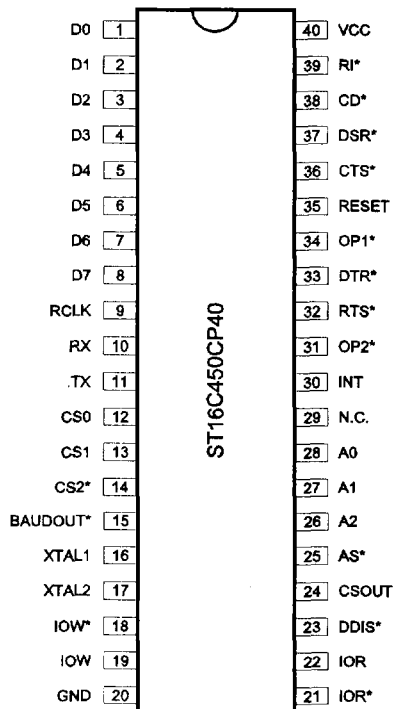 D0 1 40 VCC
D1 2 39 RI*
D2 3 38 CD*
D3 4 37 DSR*
D4 5 36 CTS*
D5 6 35 RESET
D6 7 34 OP1*
D7 8 33 DTR*
RCLK 9 32 RTS*
RX 10 31 OP2*
.TX 11 30 INT
CS0 12 29 N.C.
CS1 13 28 A0
CS2* 14 27 A1
BAUDOUT* 15 26 A2
XTAL1 16 25 AS*
XTAL2 17 24 CSOUT
IOW* 18 23 DDIS*
IOW 19 22 IOR
GND 20 21 IOR*
ST16C450CP40